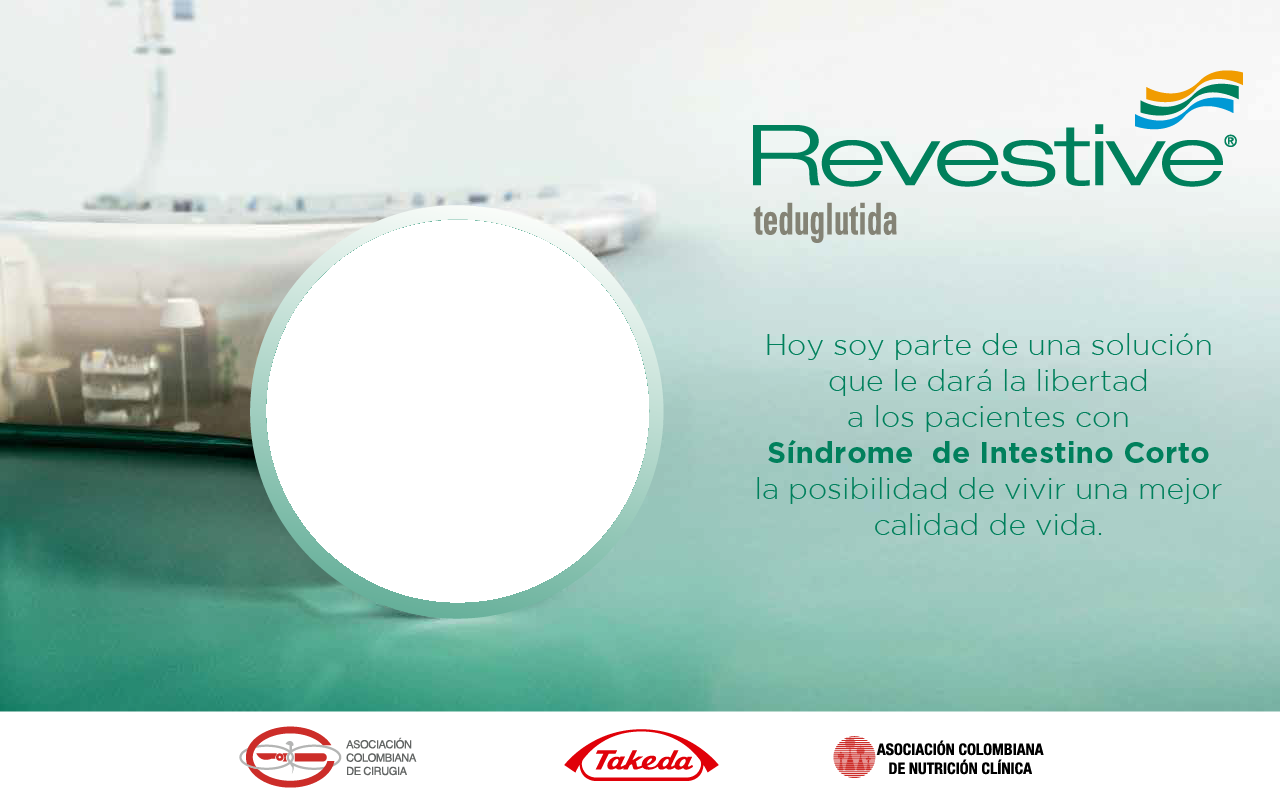 Revestive®
teduglutida
Hoy soy parte de una solución
que le dará la libertad
a los pacientes con
Síndrome de Intestino Corto
la posibilidad de vivir una mejor
calidad de vida.
ASOCIACIÓN
COLOMBIANA
DE CIRUGIA
Takeda
ASOCIACIÓN COLOMBIANA
DE NUTRICIÓN CLÍNICA